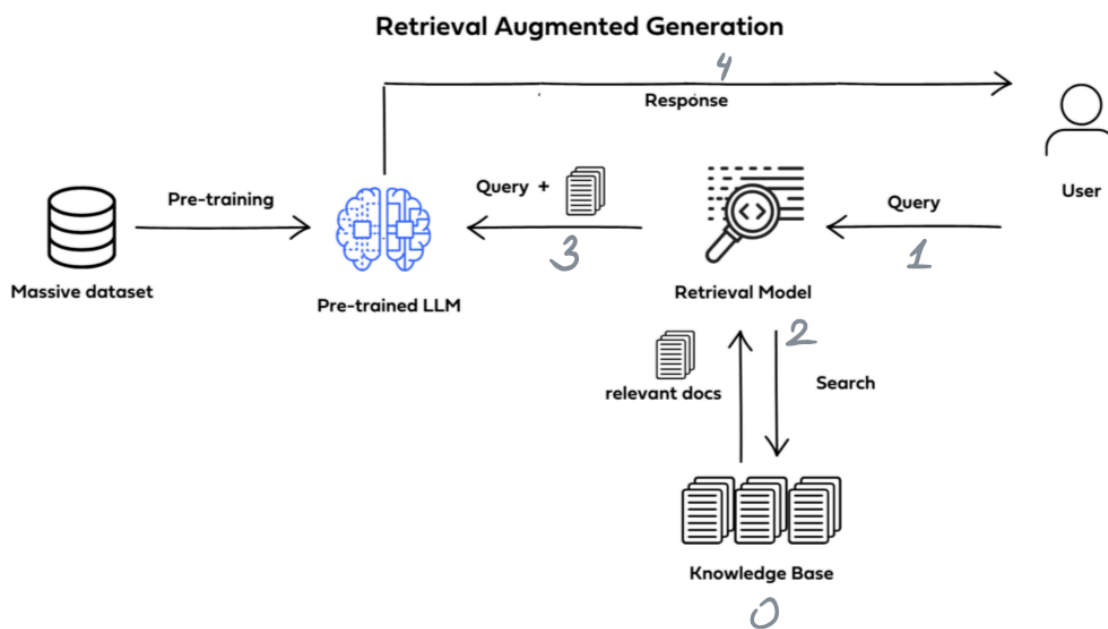 Retrieval Augmented Generation
4
Response
User
Pre-training
Query +
Query
3
1
Massive dataset
Pre-trained LLM
Retrieval Model
2
relevant docs
Search
Knowledge Base
0